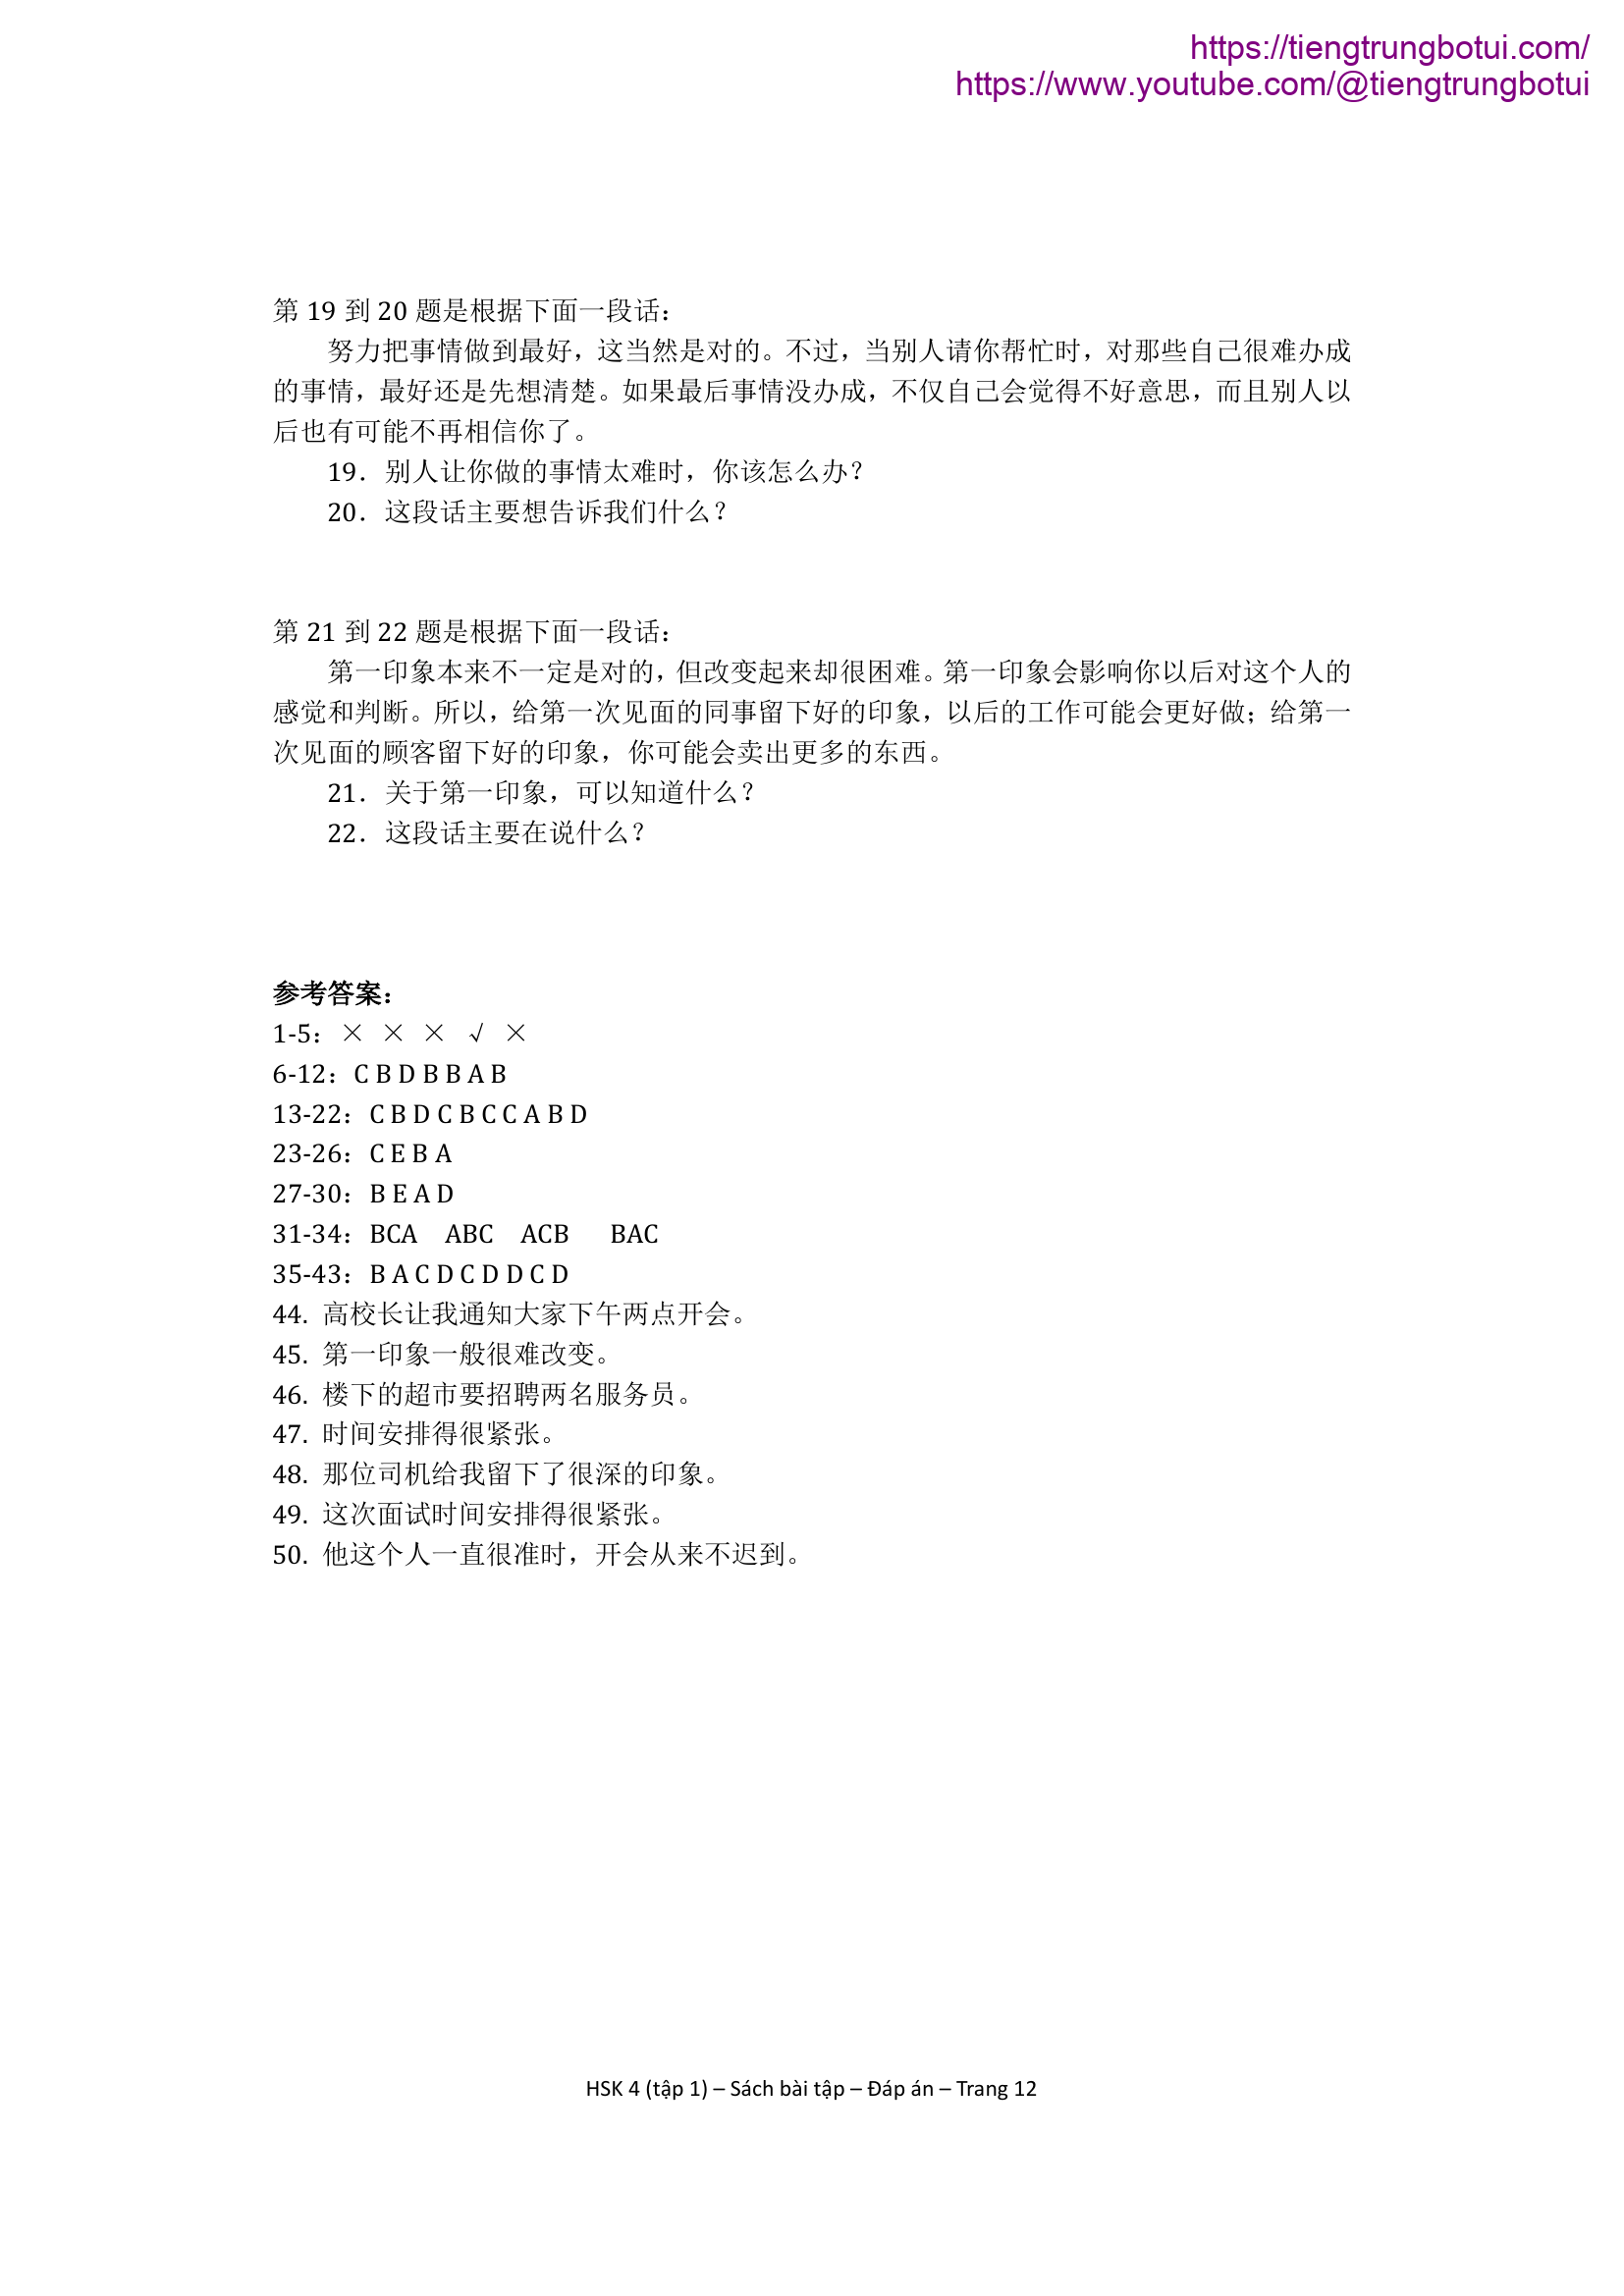 https://tiengtrungbotui.com/
https://www.youtube.com/@tiengtrungbotui
第 19 到 20 题是根据下面一段话：
努力把事情做到最好，这当然是对的。不过，当别人请你帮忙时，对那些自己很难办成
的事情，最好还是先想清楚。如果最后事情没办成，不仅自己会觉得不好意思，而且别人以
后也有可能不再相信你了。
19．别人让你做的事情太难时，你该怎么办？
20．这段话主要想告诉我们什么？
第 21 到 22 题是根据下面一段话：
第一印象本来不一定是对的，但改变起来却很困难。第一印象会影响你以后对这个人的
感觉和判断。所以，给第一次见面的同事留下好的印象，以后的工作可能会更好做；给第一
次见面的顾客留下好的印象，你可能会卖出更多的东西。
21．关于第一印象，可以知道什么？
22．这段话主要在说什么？
参考答案：
1-5：× × × √ ×
6-12：C B D B B A B
13-22：C B D C B C C A B D
23-26：C E B A
27-30：B E A D
31-34：BCA ABC ACB BAC
35-43：B A C D C D D C D
44. 高校长让我通知大家下午两点开会。
45. 第一印象一般很难改变。
46. 楼下的超市要招聘两名服务员。
47. 时间安排得很紧张。
48. 那位司机给我留下了很深的印象。
49. 这次面试时间安排得很紧张。
50. 他这个人一直很准时，开会从来不迟到。
HSK 4 (tập 1) – Sách bài tập – Đáp án – Trang 12